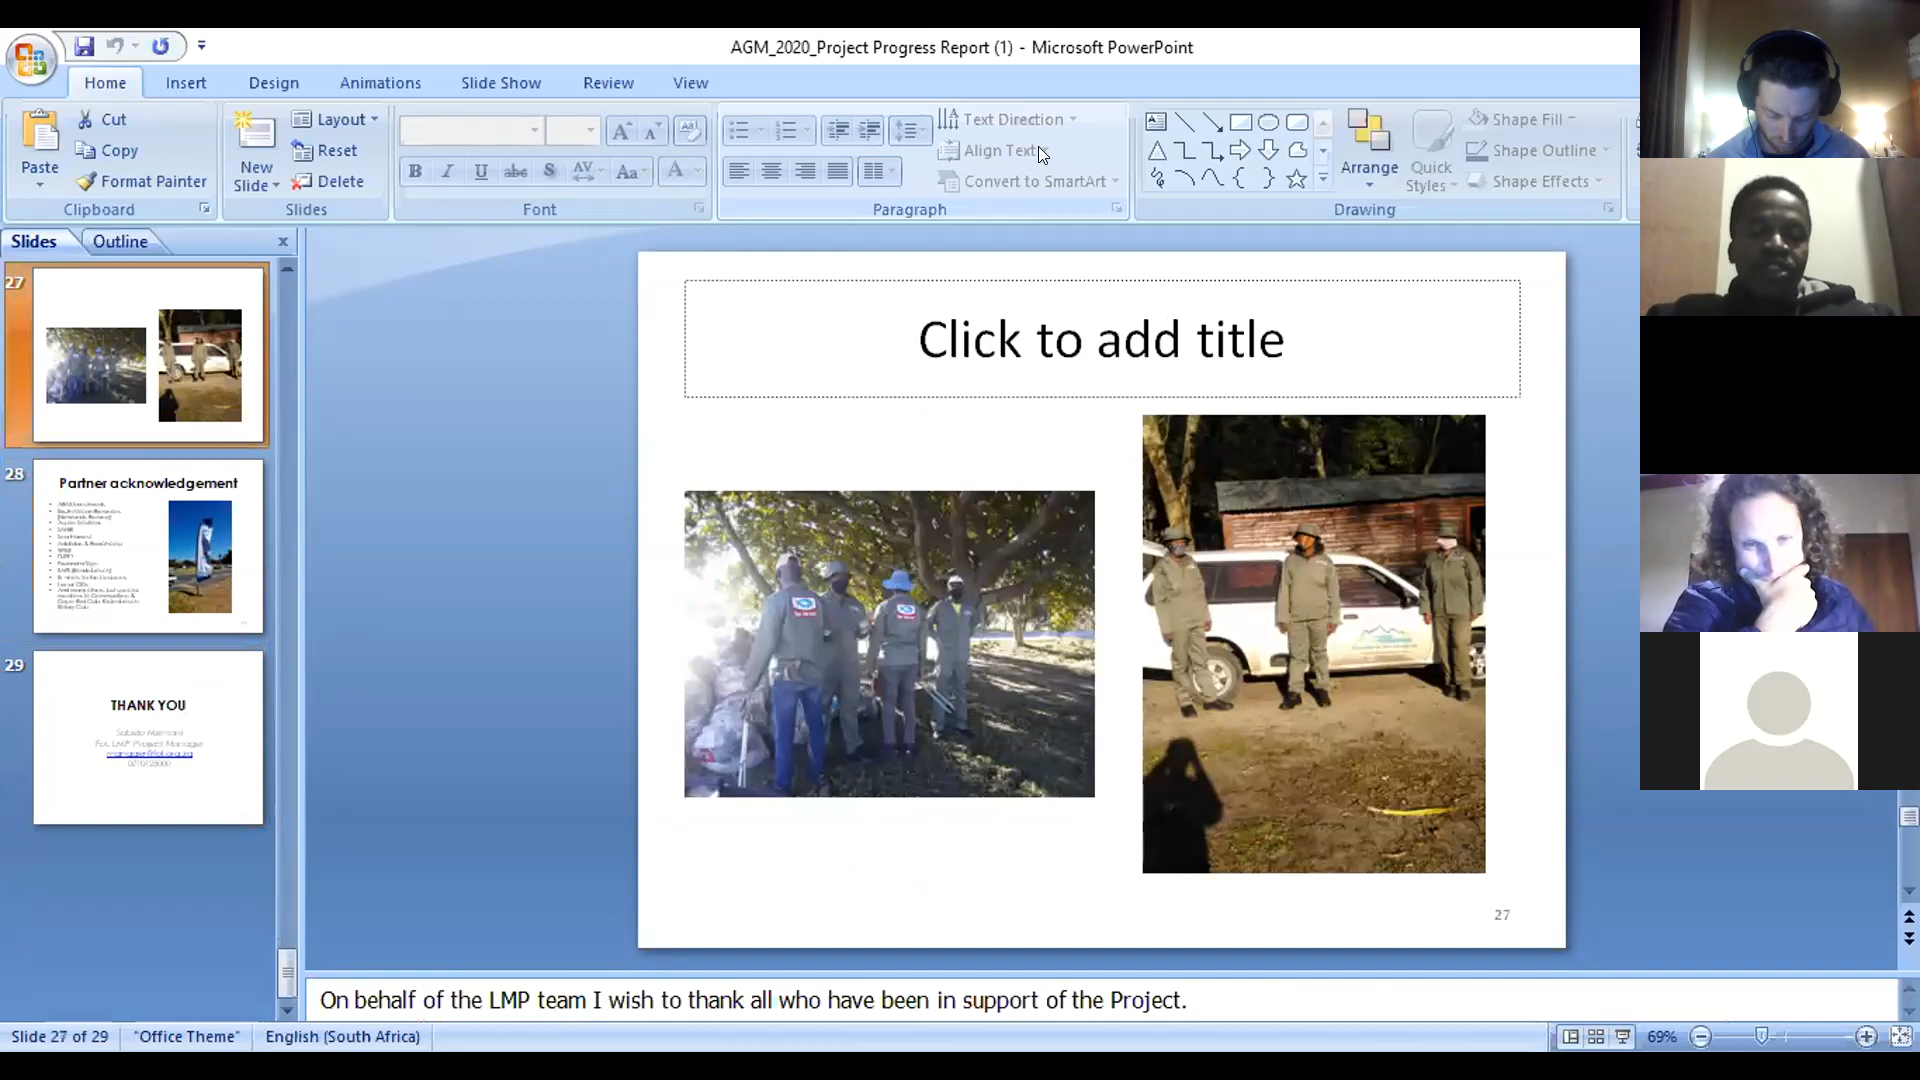 AGM_2020_Project Progress Report (1) - Microsoft PowerPoint
Home Insert Design Animations Slide Show Review View
Paste
Cut
Copy
Format Painter
Clipboard
New Slide
Layout
Reset
Delete
Slides
Font
Text Direction
Align Text
Convert to SmartArt
Paragraph
Arrange
Quick Styles
Shape Fill
Shape Outline
Shape Effects
Drawing
Slides Outline
27
28
Partner acknowledgement
29
THANK YOU
Click to add title
27
On behalf of the LMP team I wish to thank all who have been in support of the Project.
Slide 27 of 29 "Office Theme" English (South Africa) 69%